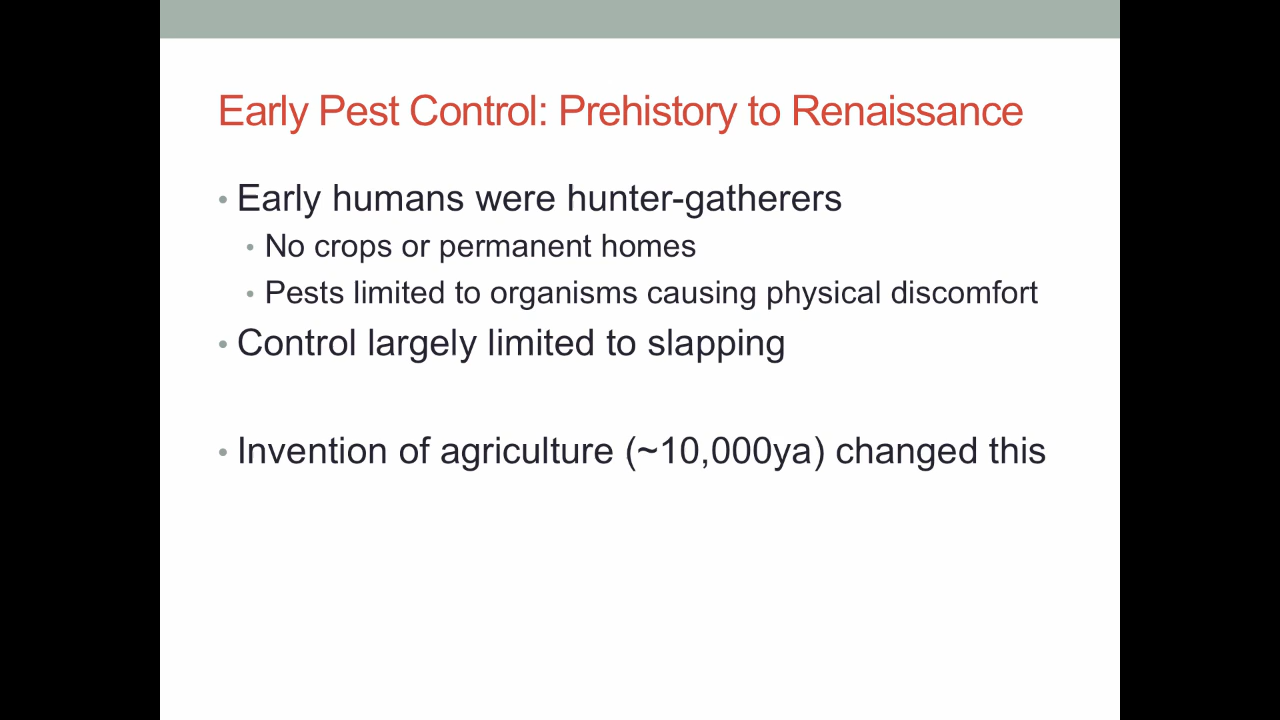 Early Pest Control: Prehistory to Renaissance
• Early humans were hunter-gatherers
• No crops or permanent homes
• Pests limited to organisms causing physical discomfort
• Control largely limited to slapping
• Invention of agriculture (~10,000ya) changed this